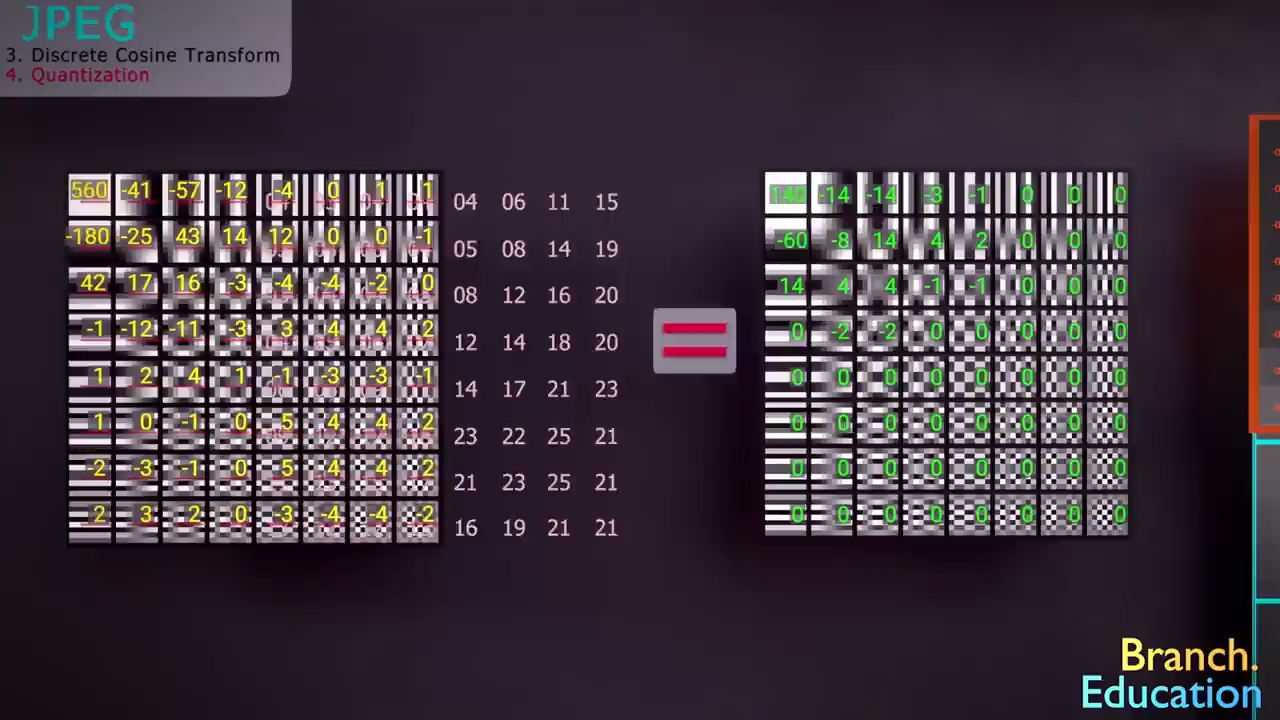 JPEG
3. Discrete Cosine Transform
4. Quantization
560 -41 -57 -12 -4 0 1 1 04 06 11 15 140 -14 -14 -3 -1 0 0 0
-180 -25 43 14 12 0 0 -1 05 08 14 19 -60 -8 14 4 2 0 0 0
42 17 16 -3 -4 -4 -2 0 08 12 16 20 14 4 4 -1 -1 0 0 0
-1 -12 -11 -3 3 4 4 2 12 14 18 20 0 -2 -2 0 0 0 0 0
1 2 4 1 -1 -3 -3 -1 14 17 21 23 0 0 0 0 0 0 0 0
1 0 -1 0 5 4 4 2 23 22 25 21 0 0 0 0 0 0 0 0
-2 -3 -1 0 5 4 4 2 21 23 25 21 0 0 0 0 0 0 0 0
2 3 2 0 -3 -4 -4 -2 16 19 21 21 0 0 0 0 0 0 0 0
Branch.
Education